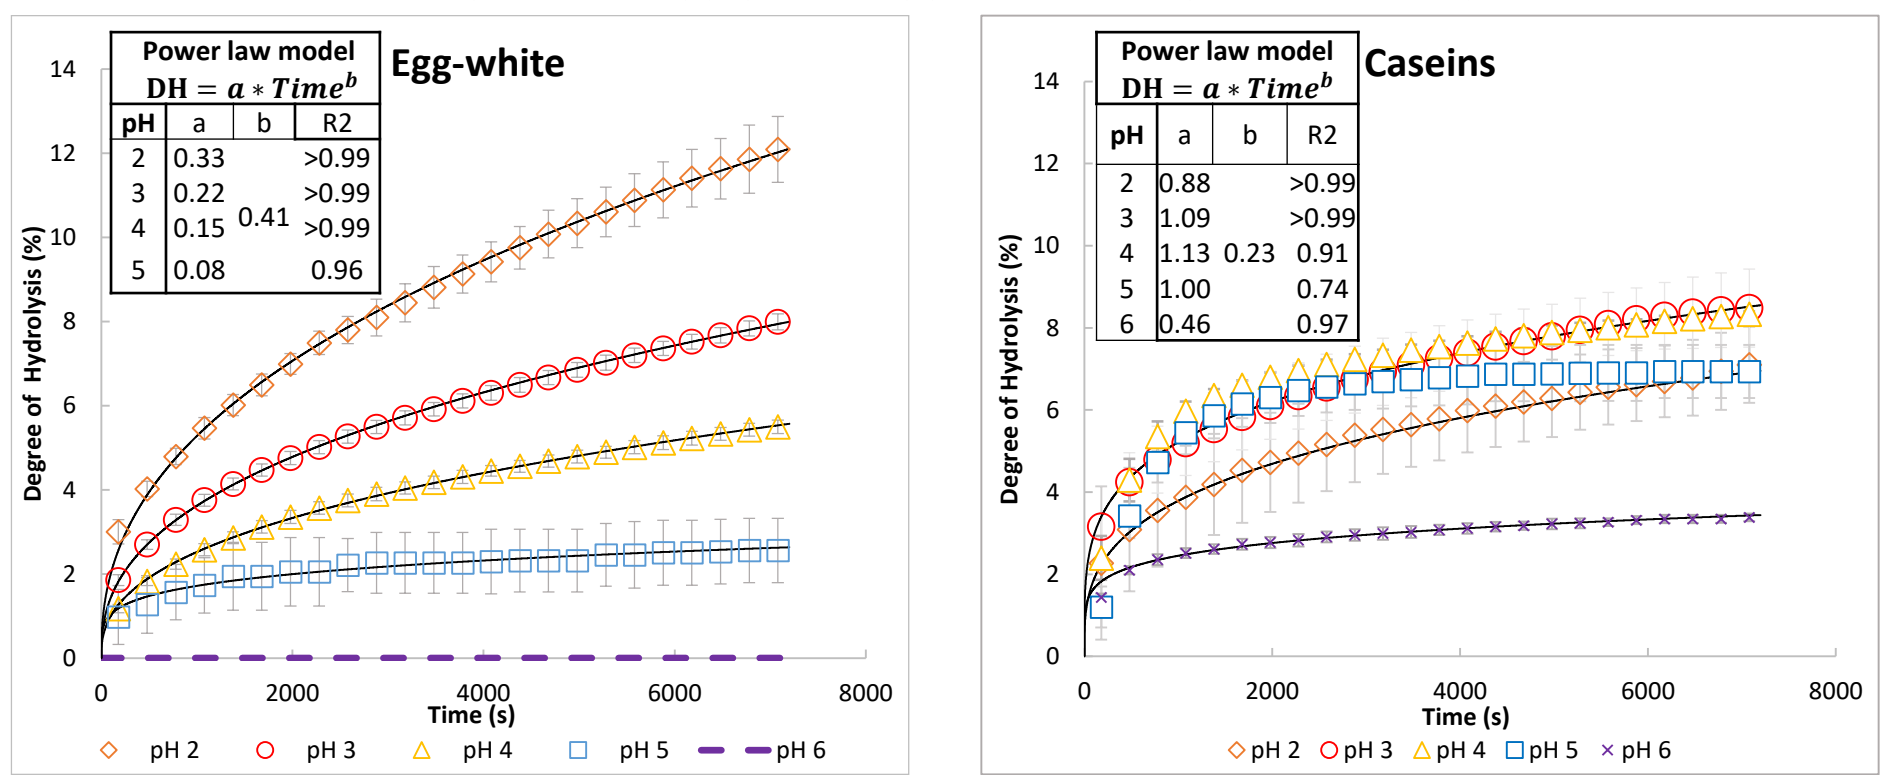 Egg-white
Power law model
DH = a * Time^b
pH a b R2
2 0.33 >0.99
3 0.22 >0.99
0.41
4 0.15 >0.99
5 0.08 0.96
Degree of Hydrolysis (%)
14
12
10
8
6
4
2
0
0 2000 4000 6000 8000
Time (s)
pH 2 pH 3 pH 4 pH 5 pH 6
Caseins
Power law model
DH = a * Time^b
pH a b R2
2 0.88 >0.99
3 1.09 >0.99
4 1.13 0.23 0.91
5 1.00 0.74
6 0.46 0.97
Degree of Hydrolysis (%)
14
12
10
8
6
4
2
0
0 2000 4000 6000 8000
Time (s)
pH 2 pH 3 pH 4 pH 5 pH 6